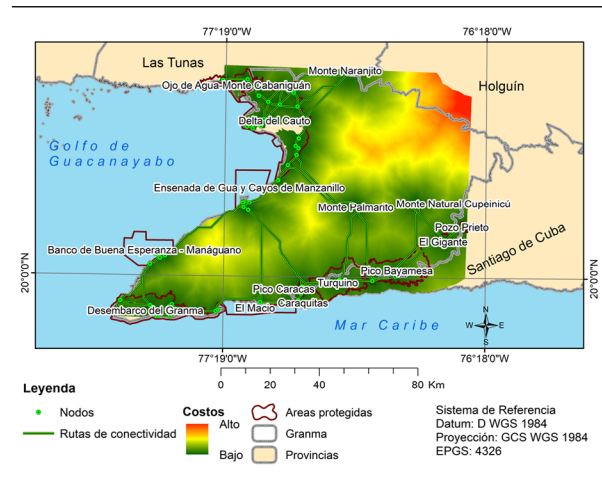 77°19'0"W
76°18'0"W
Las Tunas
Monte Naranjito
Holguín
Ojo de Agua-Monte Cabaniguán
Delta del Cauto
Golfo de
Guacanayabo
Ensenada de Gua y Cayos de Manzanillo
Monte Palmarito
Monte Natural Cupeinicú
Pozo Prieto
El Gigante
Banco de Buena Esperanza - Manáguano
Santiago de Cuba
Pico Bayamesa
20°0'0"N
20°0'0"N
Turquino
Pico Caracas
Caraquitas
El Macio
Desembarco del Granma
Mar Caribe
N
W
E
S
77°19'0"W
76°18'0"W
0 20 40 80 Km
Leyenda
Nodos
Rutas de conectividad
Costos
Alto
Bajo
Areas protegidas
Granma
Provincias
Sistema de Referencia
Datum: D WGS 1984
Proyección: GCS WGS 1984
EPGS: 4326